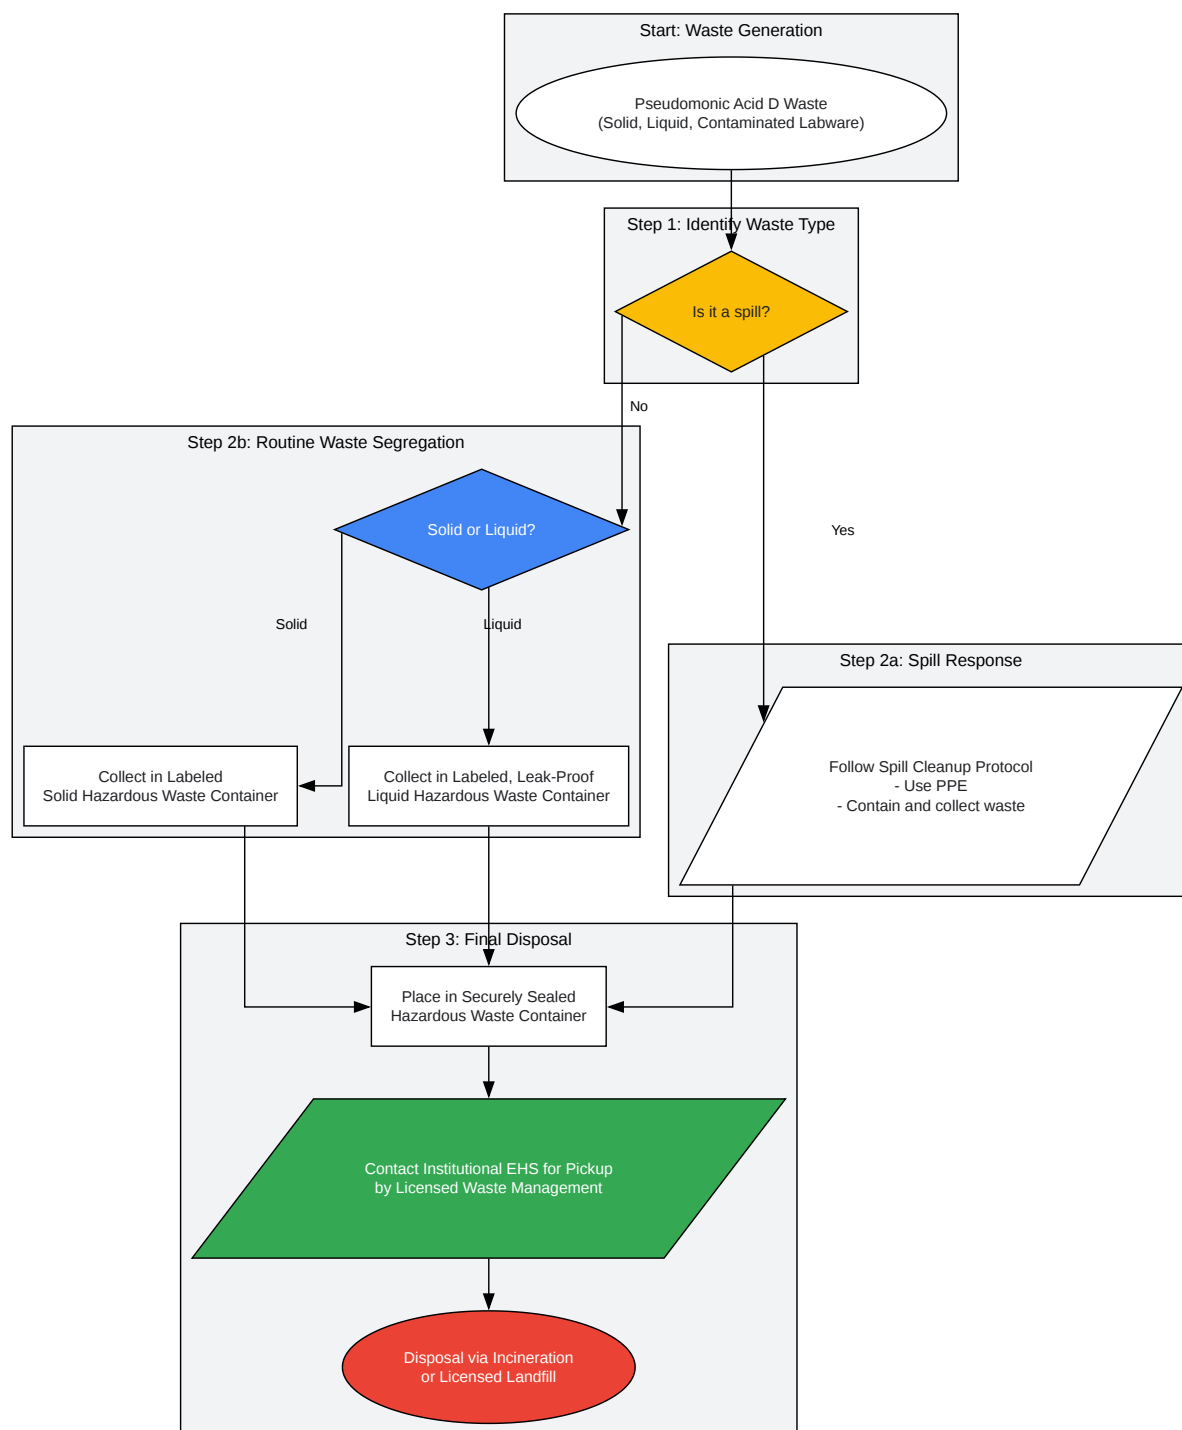 Start: Waste Generation
Pseudomonic Acid D Waste
(Solid, Liquid, Contaminated Labware)
Step 1: Identify Waste Type
Is it a spill?
No
Step 2b: Routine Waste Segregation
Solid or Liquid?
Yes
Solid
Liquid
Step 2a: Spill Response
Follow Spill Cleanup Protocol
- Use PPE
- Contain and collect waste
Collect in Labeled
Solid Hazardous Waste Container
Collect in Labeled, Leak-Proof
Liquid Hazardous Waste Container
Step 3: Final Disposal
Place in Securely Sealed
Hazardous Waste Container
Contact Institutional EHS for Pickup
by Licensed Waste Management
Disposal via Incineration
or Licensed Landfill